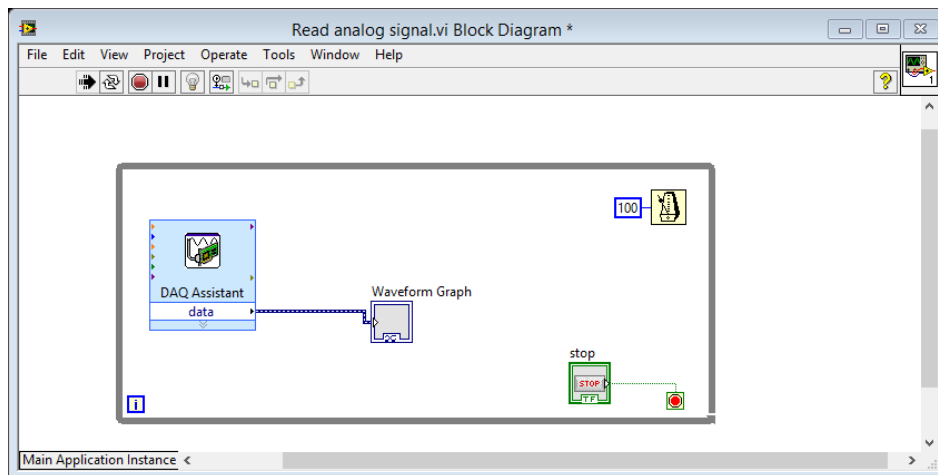 Read analog signal.vi Block Diagram *
File Edit View Project Operate Tools Window Help
?
1
100
DAQ Assistant
data
Waveform Graph
stop
STOP
TF
i
Main Application Instance